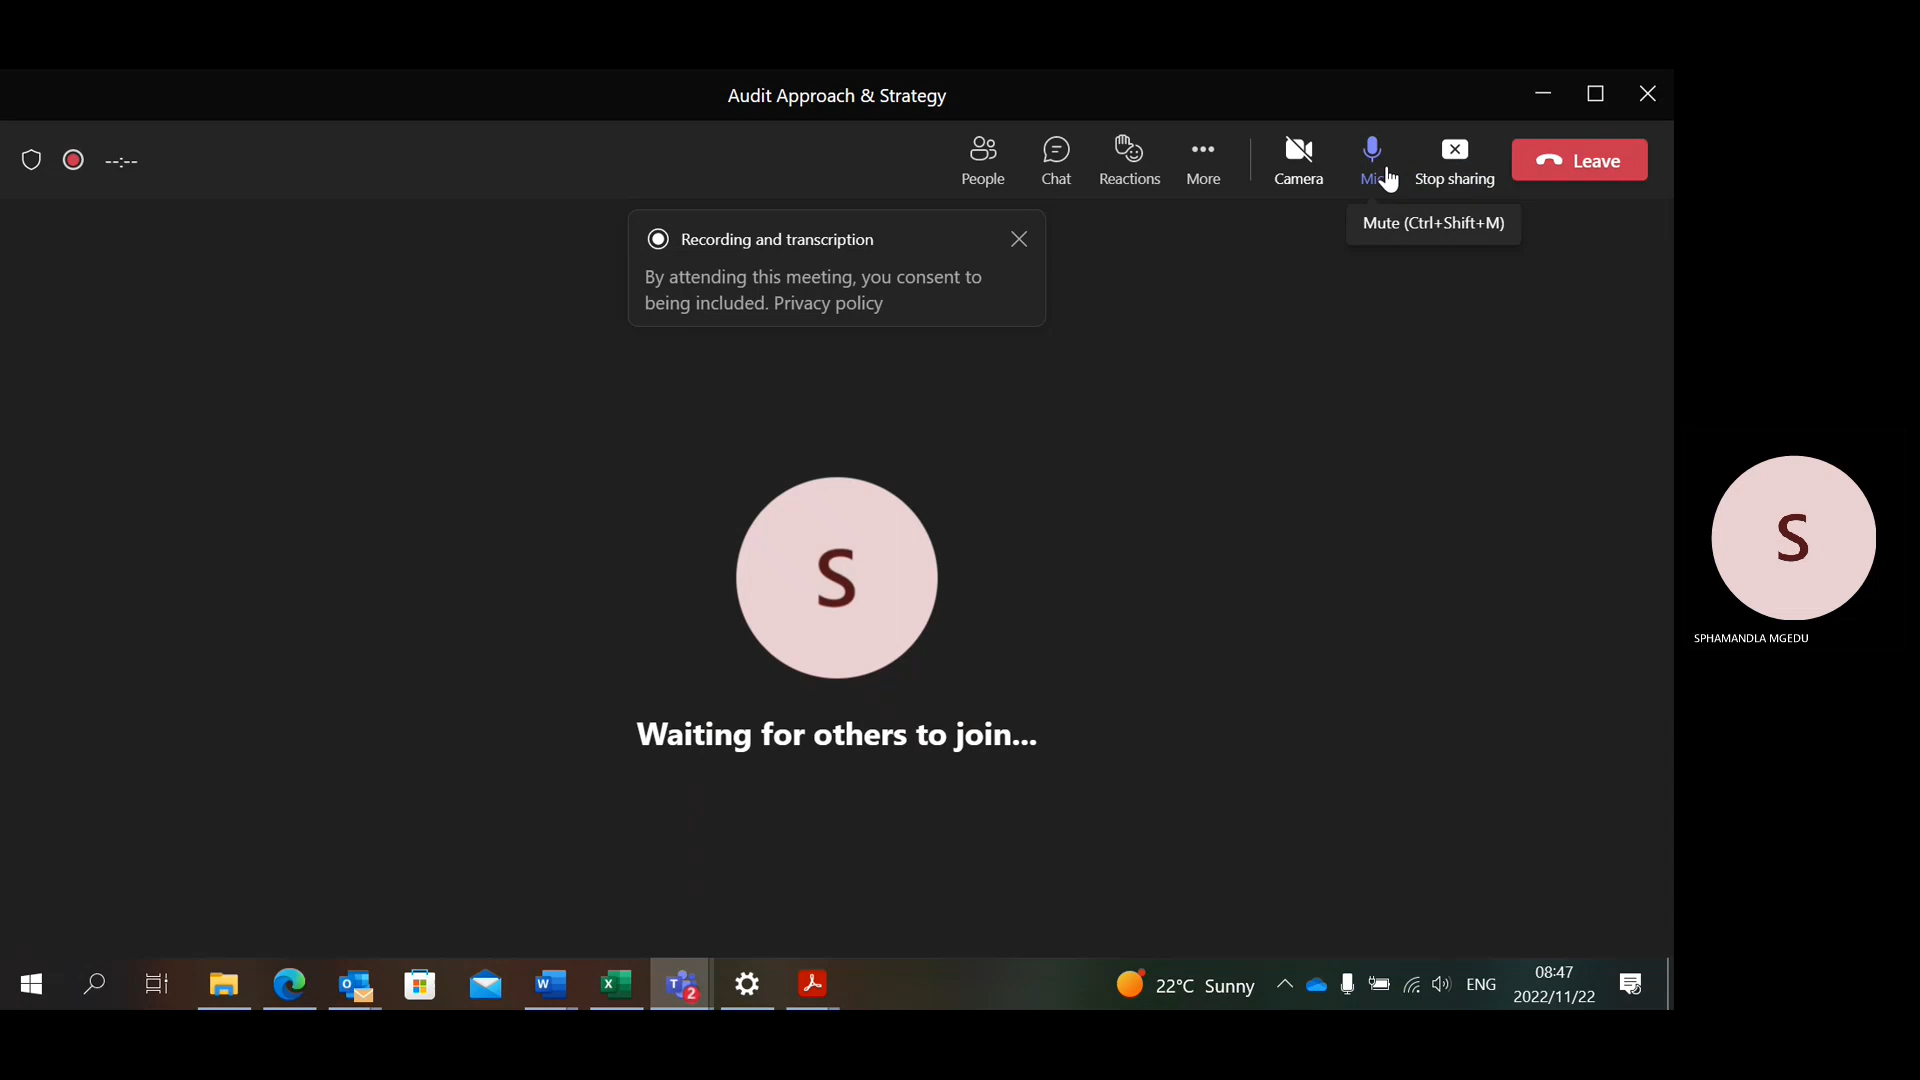 Audit Approach & Strategy
--:--
People
Chat
Reactions
More
Camera
Mic
Stop sharing
Leave
Mute (Ctrl+Shift+M)
Recording and transcription
By attending this meeting, you consent to
being included. Privacy policy
S
Waiting for others to join...
S
SPHAMANDLA MGEDU
22°C Sunny
ENG
08:47
2022/11/22
2